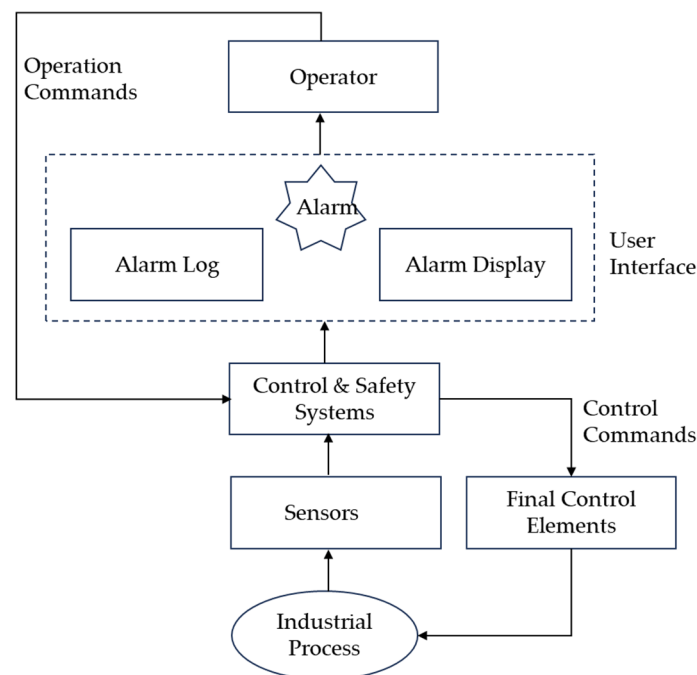 Operation
Commands
Operator
Alarm
Alarm Log
Alarm Display
User
Interface
Control & Safety
Systems
Control
Commands
Sensors
Final Control
Elements
Industrial
Process